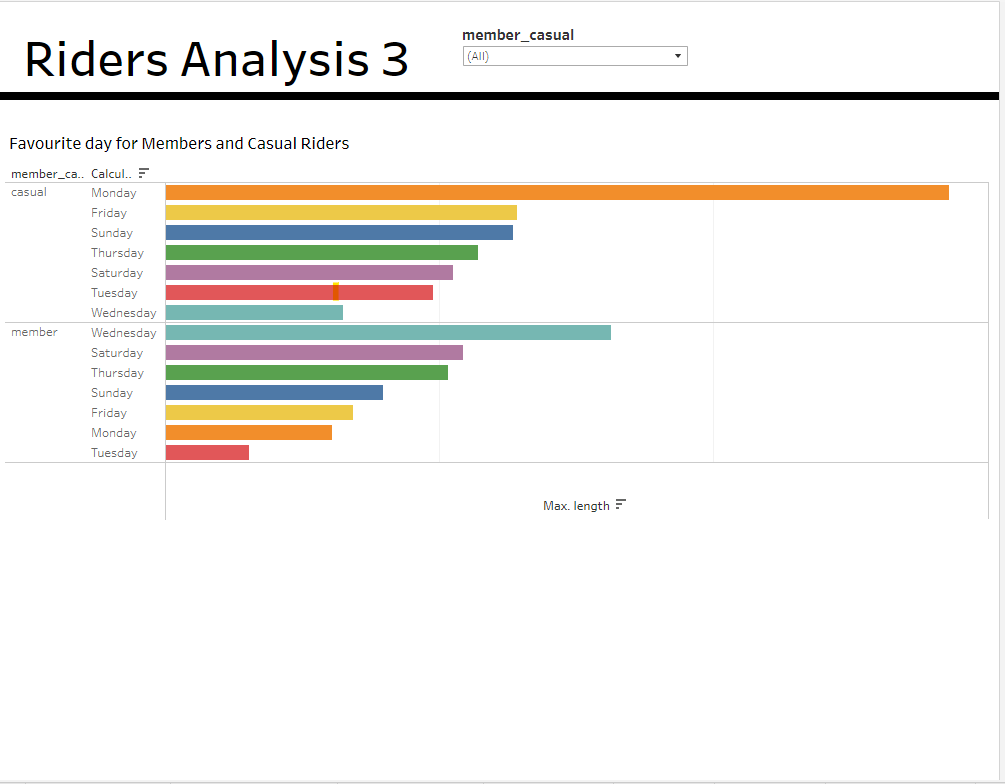 Riders Analysis 3
member_casual
(All)
Favourite day for Members and Casual Riders
member_ca.. Calcul..
casual Monday
Friday
Sunday
Thursday
Saturday
Tuesday
Wednesday
member Wednesday
Saturday
Thursday
Sunday
Friday
Monday
Tuesday
Max. length